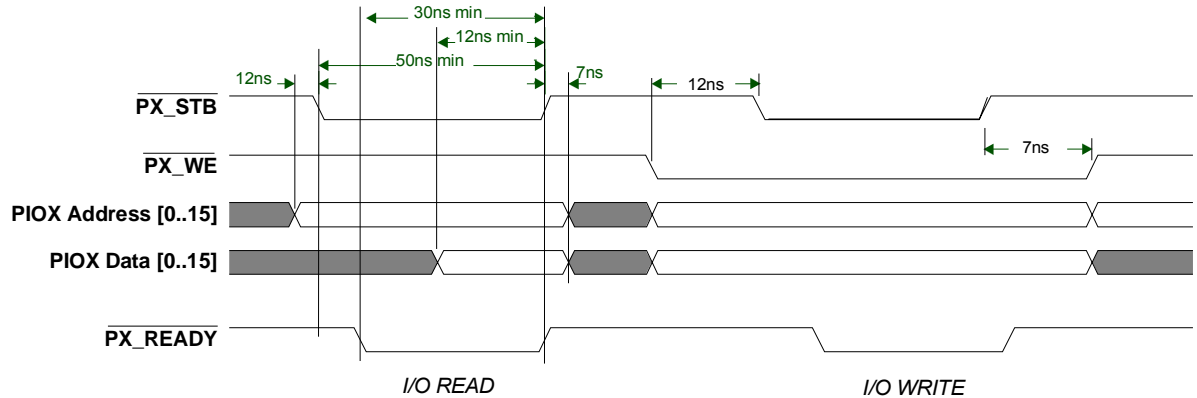 30ns min
12ns min
50ns min
12ns
7ns
12ns
PX_STB
7ns
PX_WE
PIOX Address [0..15]
PIOX Data [0..15]
PX_READY
I/O READ
I/O WRITE